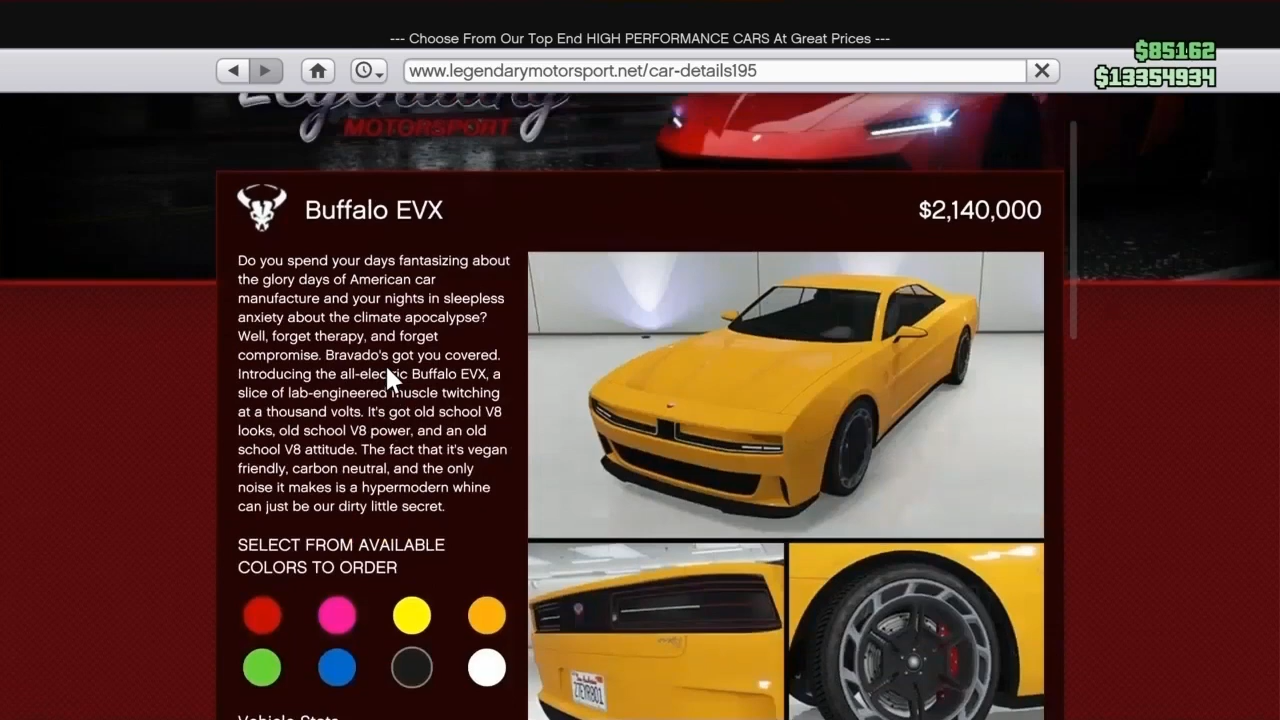 --- Choose From Our Top End HIGH PERFORMANCE CARS At Great Prices ---
$85162
www.legendarymotorsport.net/car-details195
$13354934
Legendary
MOTORSPORT
Buffalo EVX
$2,140,000
Do you spend your days fantasizing about
the glory days of American car
manufacture and your nights in sleepless
anxiety about the climate apocalypse?
Well, forget therapy, and forget
compromise. Bravado's got you covered.
Introducing the all-electric Buffalo EVX, a
slice of lab-engineered muscle twitching
at a thousand volts. It's got old school V8
looks, old school V8 power, and an old
school V8 attitude. The fact that it's vegan
friendly, carbon neutral, and the only
noise it makes is a hypermodern whine
can just be our dirty little secret.
SELECT FROM AVAILABLE
COLORS TO ORDER
Vehicle Stats